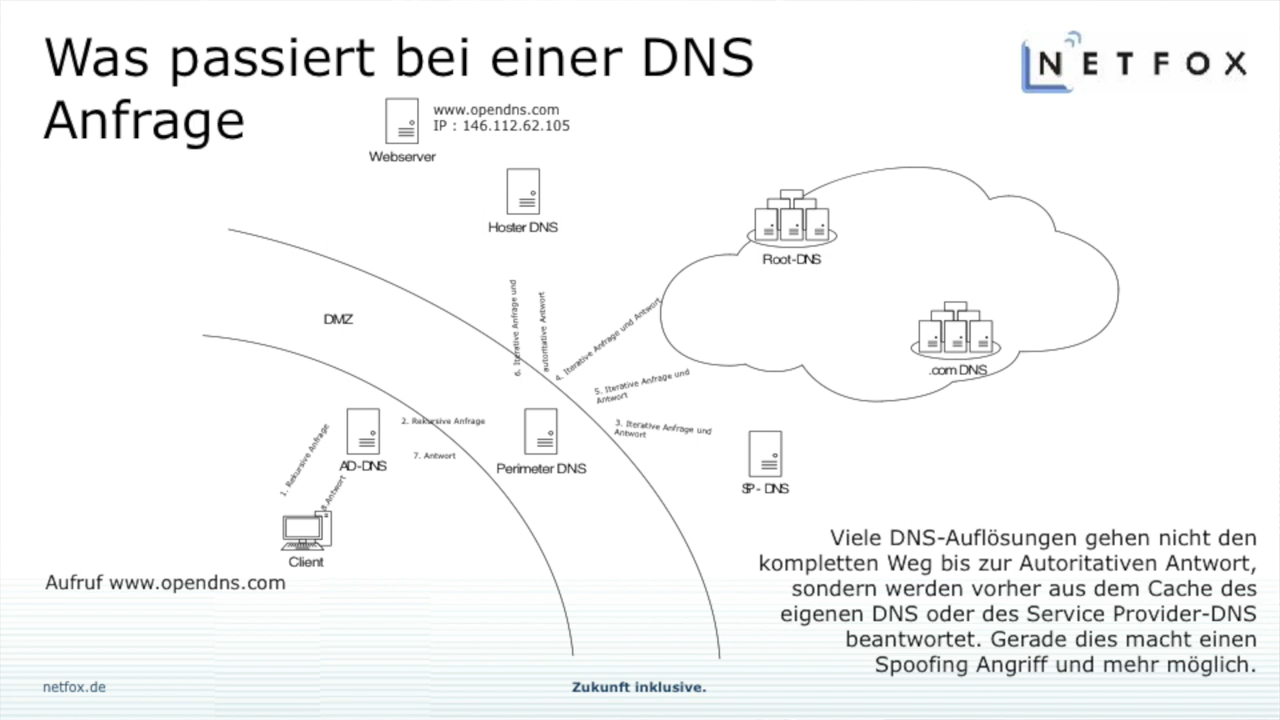 Was passiert bei einer DNS
Anfrage
NETFOX
www.opendns.com
IP : 146.112.62.105
Webserver
Hoster DNS
Root-DNS
.com DNS
DMZ
6. Iterative Anfrage und
autoritative Antwort
4. Iterative Anfrage und Antwort
5. Iterative Anfrage und
Antwort
3. Iterative Anfrage und
Antwort
2. Rekursive Anfrage
7. Antwort
1. Rekursive Anfrage
8.Antwort
AD-DNS
Perimeter DNS
SP- DNS
Client
Aufruf www.opendns.com
Viele DNS-Auflösungen gehen nicht den
kompletten Weg bis zur Autoritativen Antwort,
sondern werden vorher aus dem Cache des
eigenen DNS oder des Service Provider-DNS
beantwortet. Gerade dies macht einen
Spoofing Angriff und mehr möglich.
netfox.de
Zukunft inklusive.